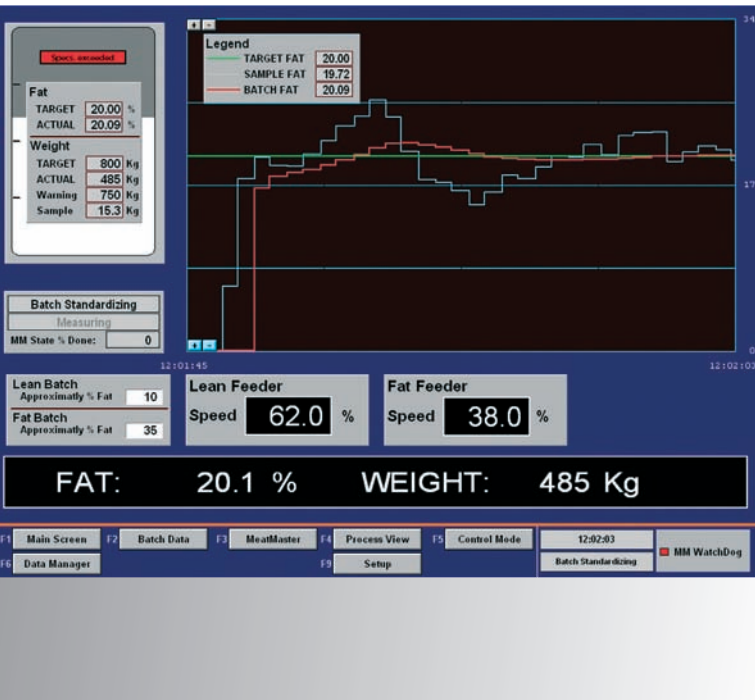 + -
34
Specs. exceeded
Legend
TARGET FAT 20.00
SAMPLE FAT 19.72
BATCH FAT 20.09
Fat
TARGET 20.00 %
ACTUAL 20.09 %
Weight
TARGET 800 Kg
ACTUAL 485 Kg
Warning 750 Kg
Sample 15.3 Kg
17
Batch Standardizing
Measuring
MM State % Done: 0
+ -
0
12:01:45
12:02:03
Lean Batch
Approximatly % Fat 10
Fat Batch
Approximatly % Fat 35
Lean Feeder
Speed 62.0 %
Fat Feeder
Speed 38.0 %
FAT: 20.1 % WEIGHT: 485 Kg
F1 Main Screen F2 Batch Data F3 MeatMaster F4 Process View F5 Control Mode 12:02:03
MM WatchDog
F6 Data Manager F9 Setup Batch Standardizing